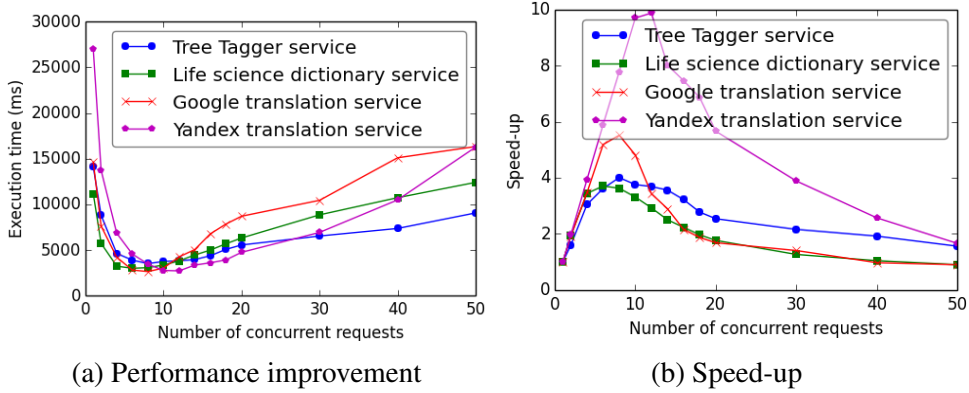 30000
25000
20000
15000
10000
5000
0
Execution time (ms)
Tree Tagger service
Life science dictionary service
Google translation service
Yandex translation service
0 10 20 30 40 50
Number of concurrent requests
(a) Performance improvement
10
8
6
4
2
0
Speed-up
Tree Tagger service
Life science dictionary service
Google translation service
Yandex translation service
0 10 20 30 40 50
Number of concurrent requests
(b) Speed-up